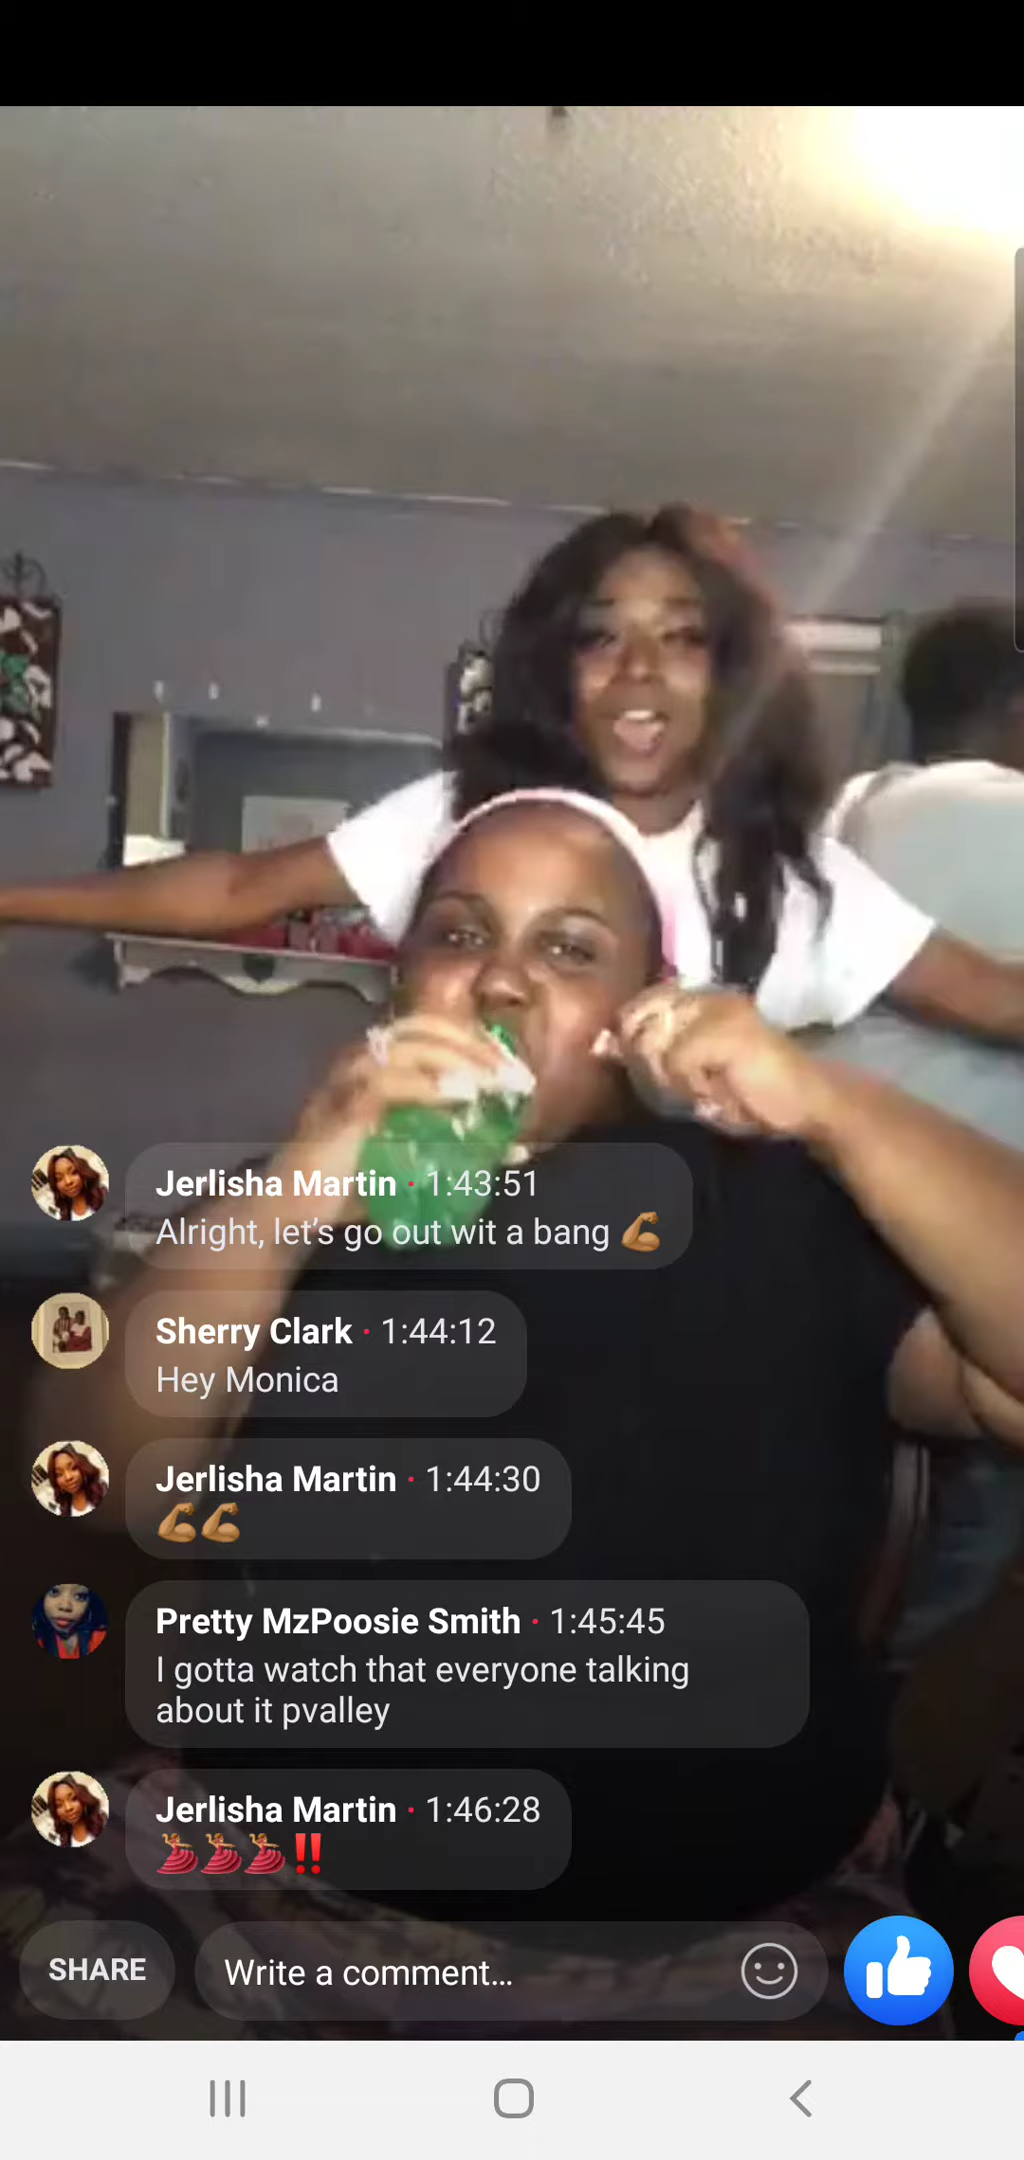 Jerlisha Martin · 1:43:51
Alright, let's go out wit a bang 💪🏽
Sherry Clark · 1:44:12
Hey Monica
Jerlisha Martin · 1:44:30
💪🏽💪🏽
Pretty MzPoosie Smith · 1:45:45
I gotta watch that everyone talking
about it pvalley
Jerlisha Martin · 1:46:28
💃🏽💃🏽💃🏽‼️
SHARE
Write a comment...